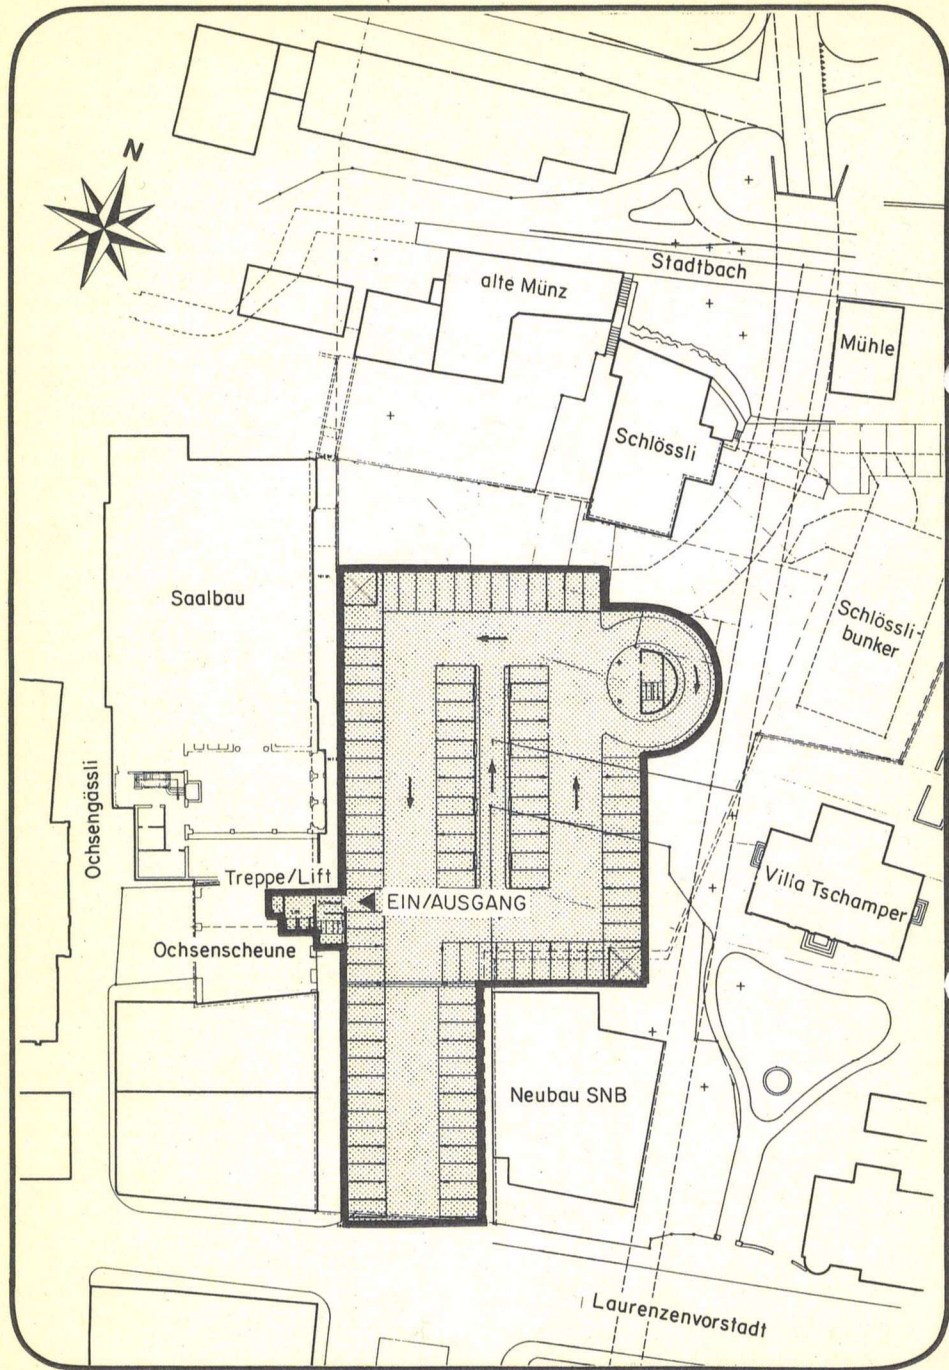 N
Stadtbach
alte Münz
Mühle
Schlössli
Saalbau
Schlössli-
bunker
Ochsengässli
Treppe/Lift
EIN/AUSGANG
Villa Tschamper
Ochsenscheune
Neubau SNB
Laurenzenvorstadt